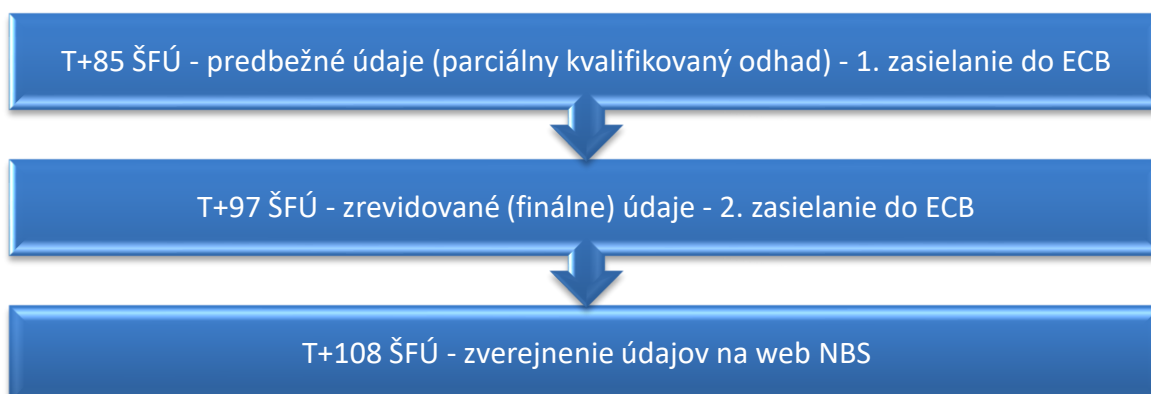 T+85 ŠFÚ - predbežné údaje (parciálny kvalifikovaný odhad) - 1. zasielanie do ECB
T+97 ŠFÚ - zrevidované (finálne) údaje - 2. zasielanie do ECB
T+108 ŠFÚ - zverejnenie údajov na web NBS